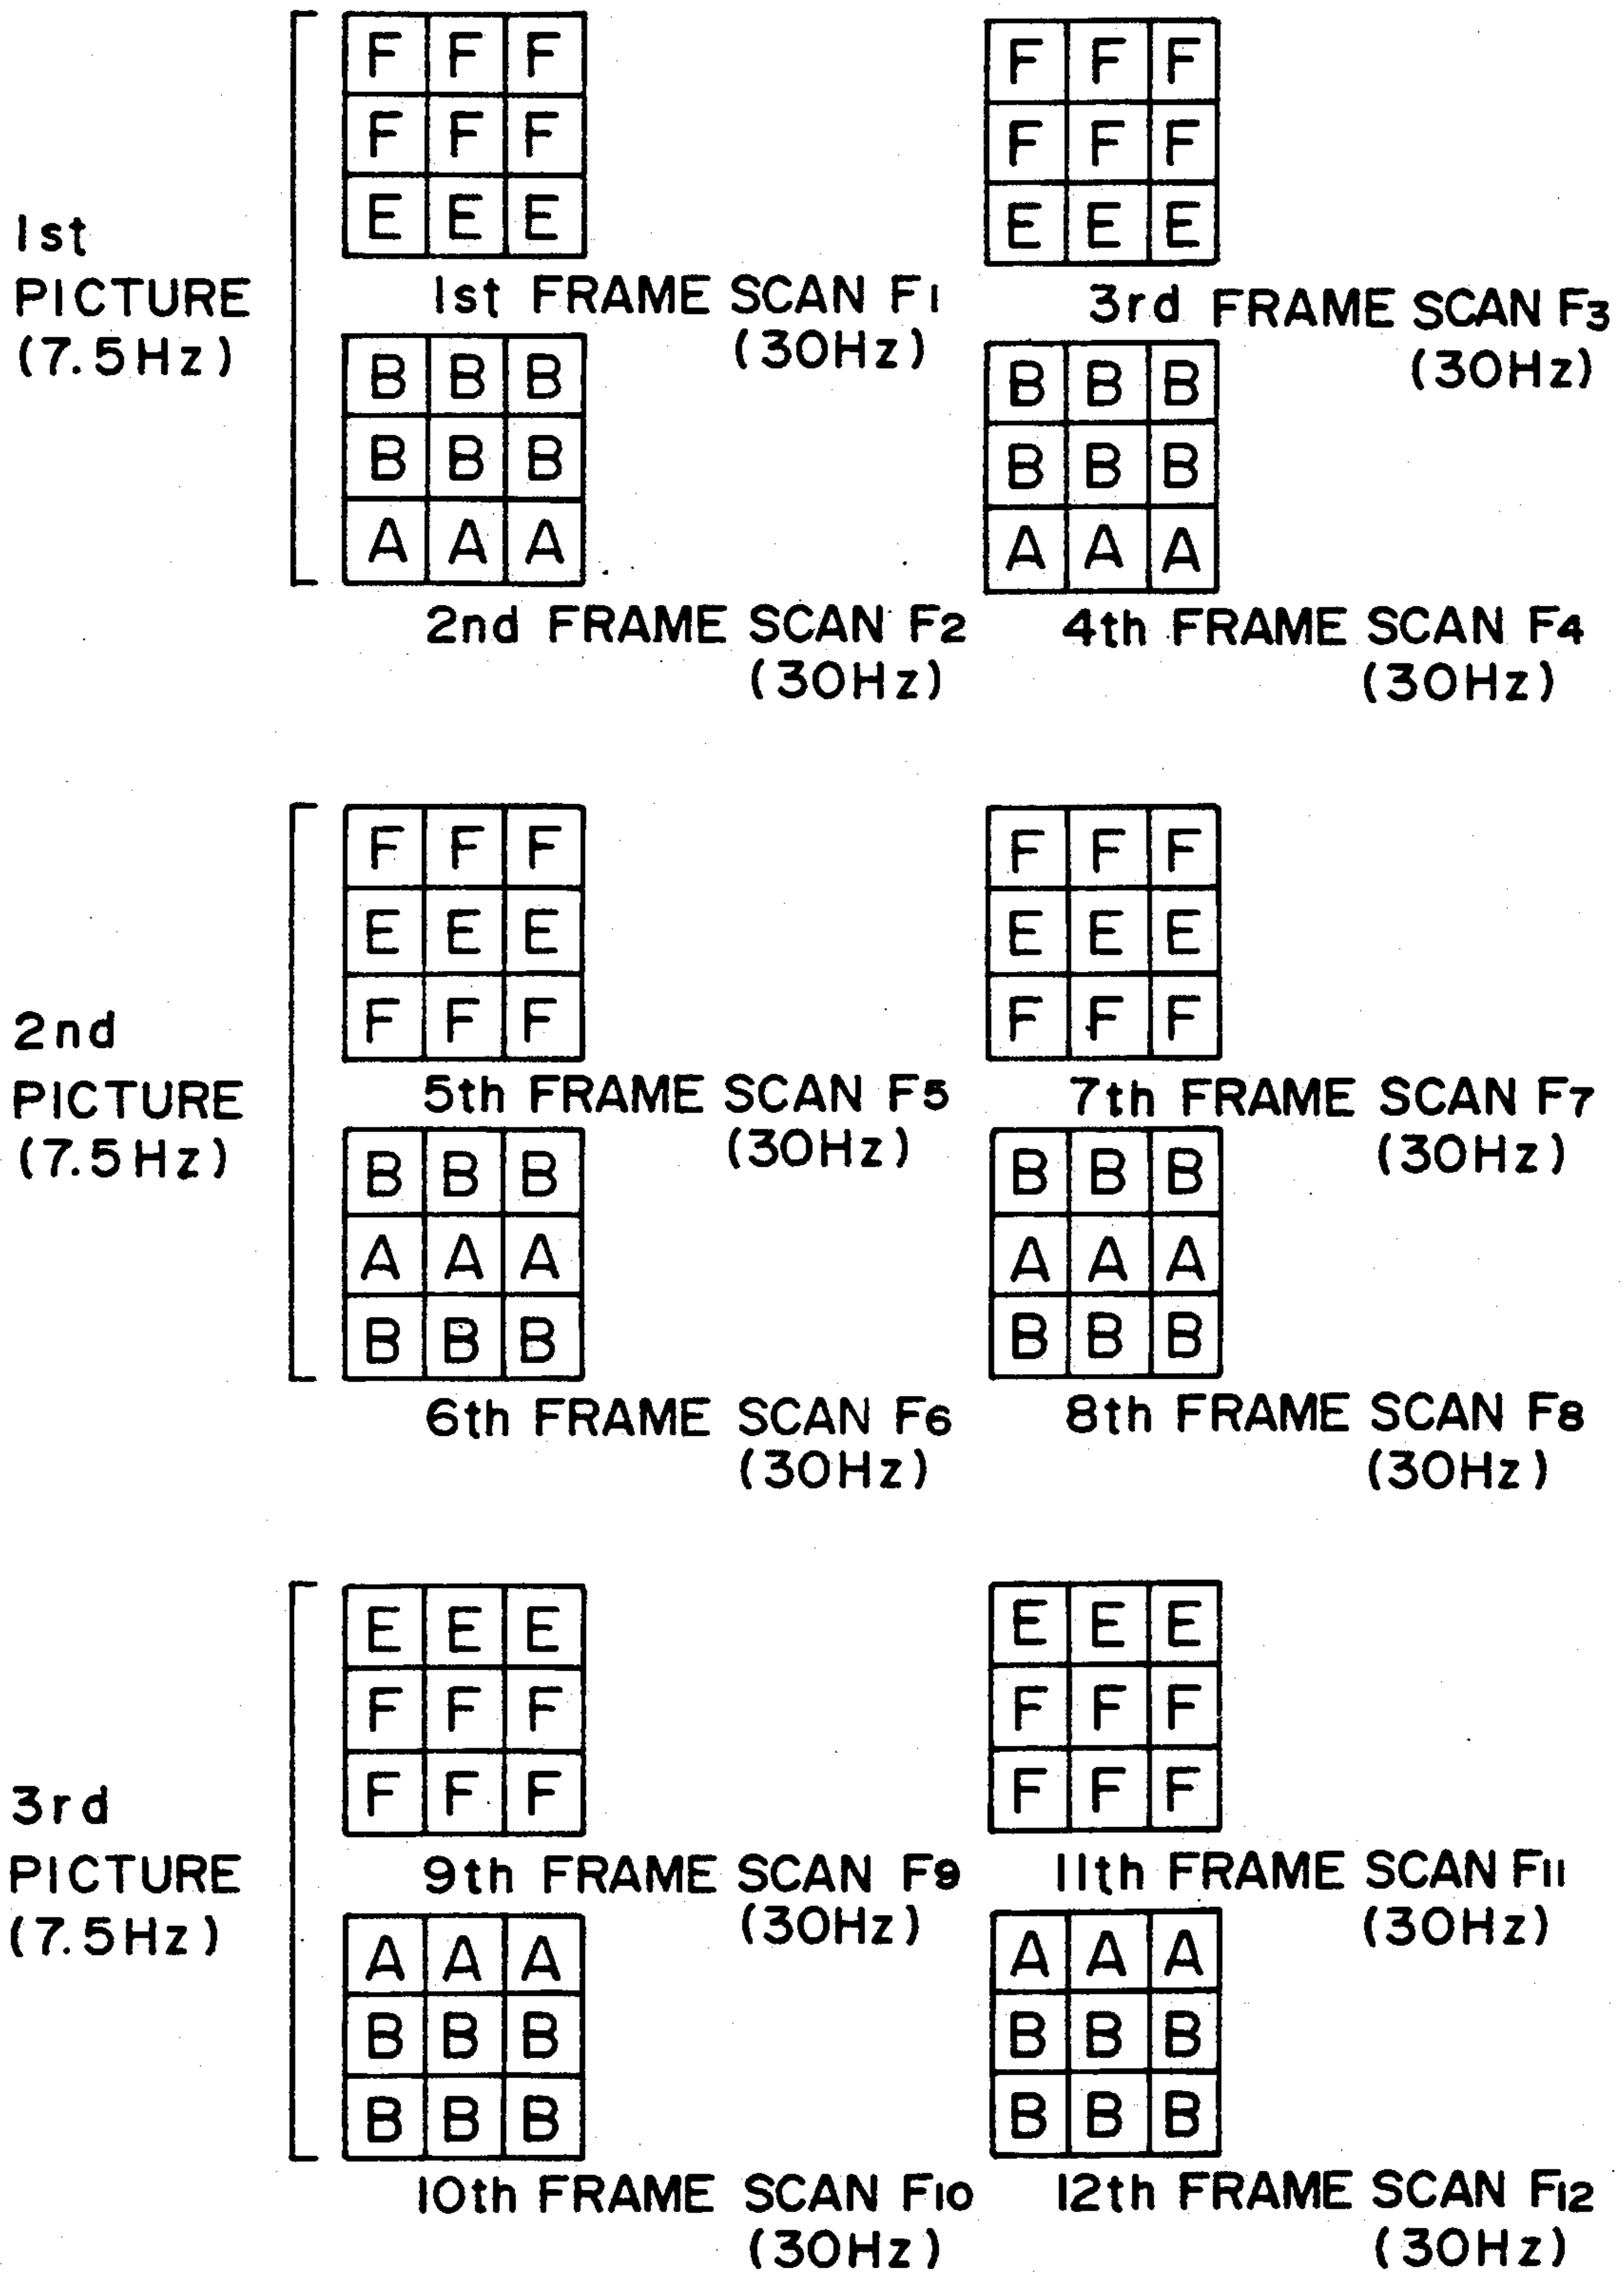 1st
PICTURE
(7.5Hz)
F F F
F F F
E E E
1st FRAME SCAN F1
(30Hz)
F F F
F F F
E E E
3rd FRAME SCAN F3
(30Hz)
B B B
B B B
A A A
2nd FRAME SCAN F2
(30Hz)
B B B
B B B
A A A
4th FRAME SCAN F4
(30Hz)
2nd
PICTURE
(7.5Hz)
F F F
E E E
F F F
5th FRAME SCAN F5
(30Hz)
F F F
E E E
F F F
7th FRAME SCAN F7
(30Hz)
B B B
A A A
B B B
6th FRAME SCAN F6
(30Hz)
B B B
A A A
B B B
8th FRAME SCAN F8
(30Hz)
3rd
PICTURE
(7.5Hz)
E E E
F F F
F F F
9th FRAME SCAN F9
(30Hz)
E E E
F F F
F F F
11th FRAME SCAN F11
(30Hz)
A A A
B B B
B B B
10th FRAME SCAN F10
(30Hz)
A A A
B B B
B B B
12th FRAME SCAN F12
(30Hz)